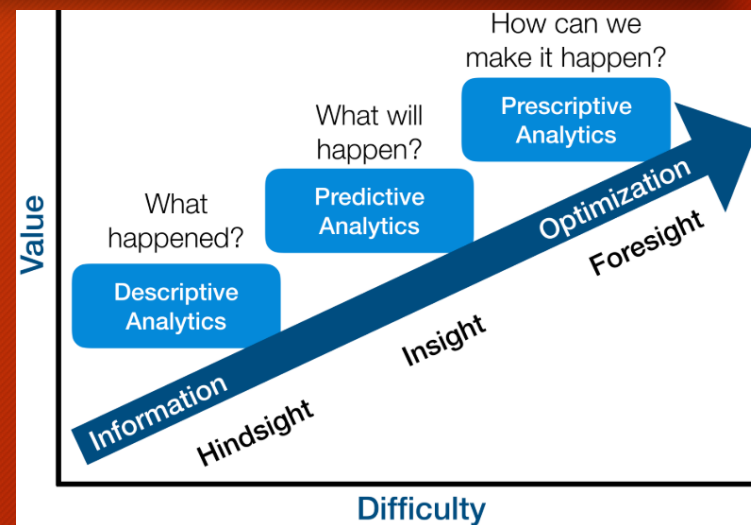 How can we
make it happen?
Prescriptive
Analytics
What will
happen?
Predictive
Analytics
What
happened?
Descriptive
Analytics
Value
Information
Optimization
Hindsight
Insight
Foresight
Difficulty